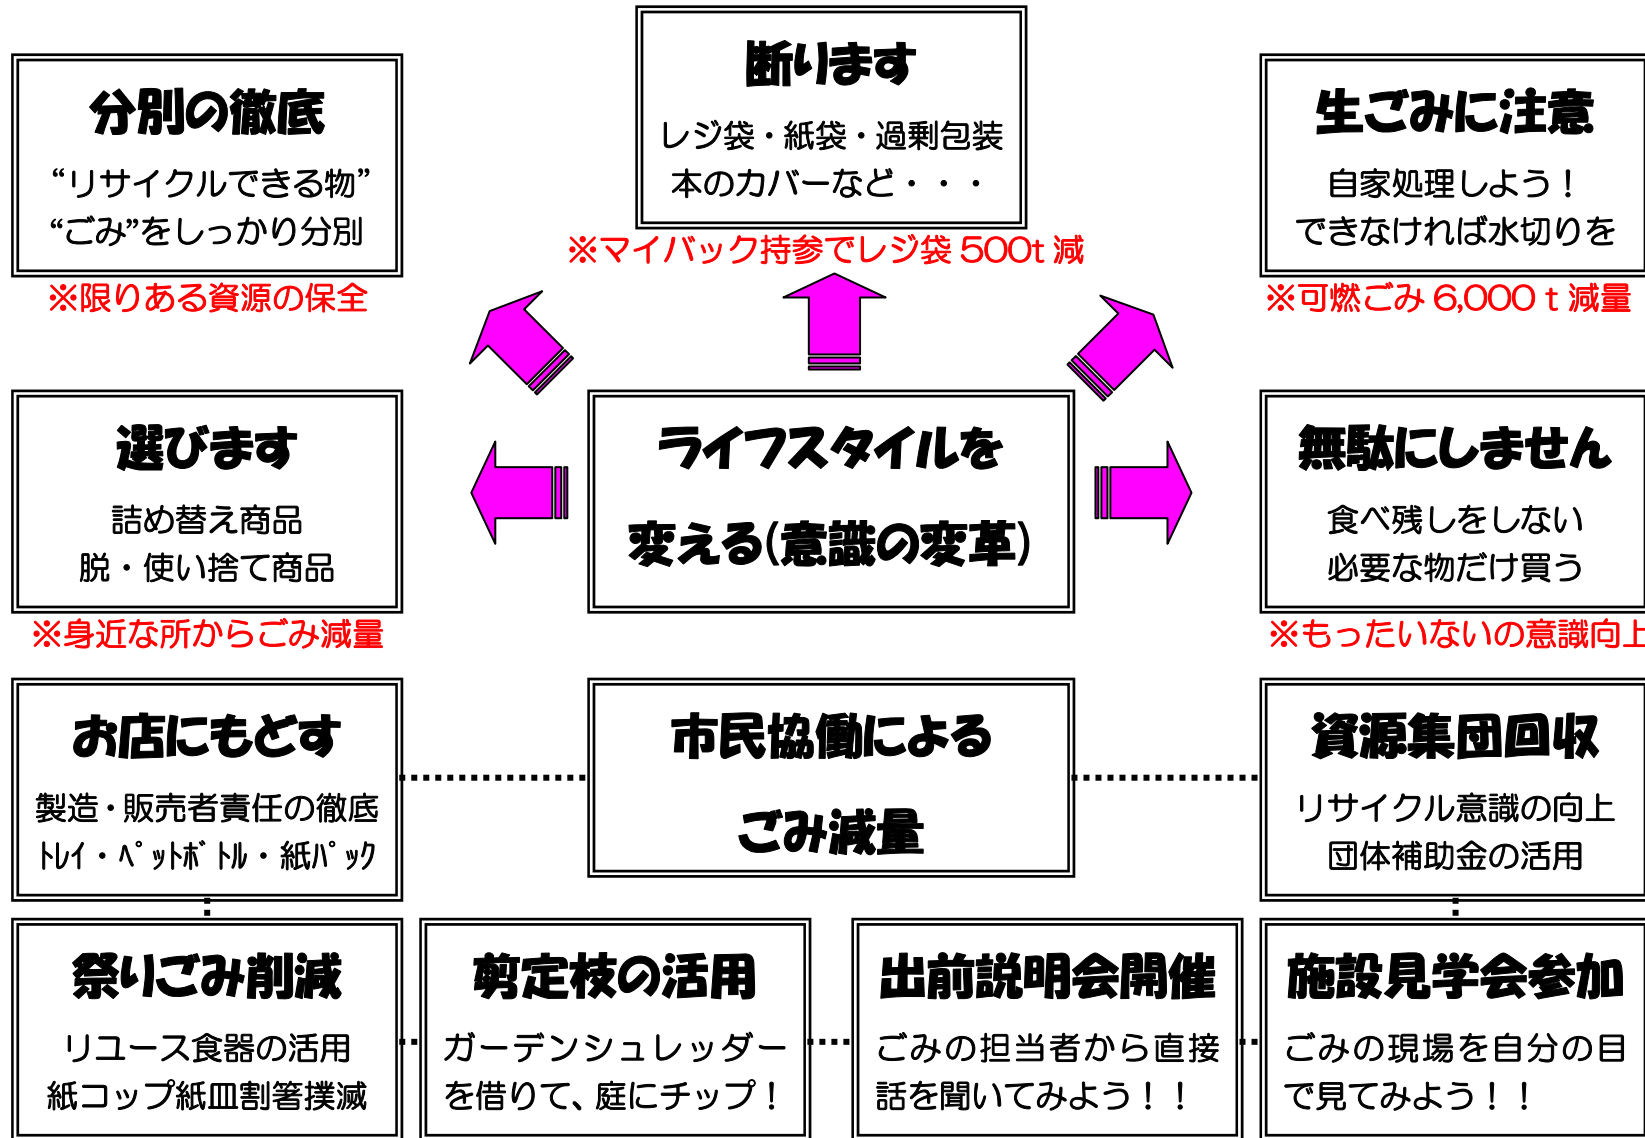 断ります
レジ袋・紙袋・過剰包装
本のカバーなど・・・
※マイバック持参でレジ袋500t減
分別の徹底
“リサイクルできる物”
“ごみ”をしっかり分別
※限りある資源の保全
生ごみに注意
自家処理しよう！
できなければ水切りを
※可燃ごみ6,000ｔ減量
選びます
詰め替え商品
脱・使い捨て商品
※身近な所からごみ減量
ライフスタイルを
変える(意識の変革)
無駄にしません
食べ残しをしない
必要な物だけ買う
※もったいないの意識向上
お店にもどす
製造・販売者責任の徹底
ﾄﾚｲ・ﾍﾟｯﾄﾎﾞﾄﾙ・紙ﾊﾟｯｸ
市民協働による
ごみ減量
資源集団回収
リサイクル意識の向上
団体補助金の活用
祭りごみ削減
リユース食器の活用
紙コップ紙皿割箸撲滅
剪定枝の活用
ガーデンシュレッダー
を借りて、庭にチップ！
出前説明会開催
ごみの担当者から直接
話を聞いてみよう！！
施設見学会参加
ごみの現場を自分の目
で見てみよう！！